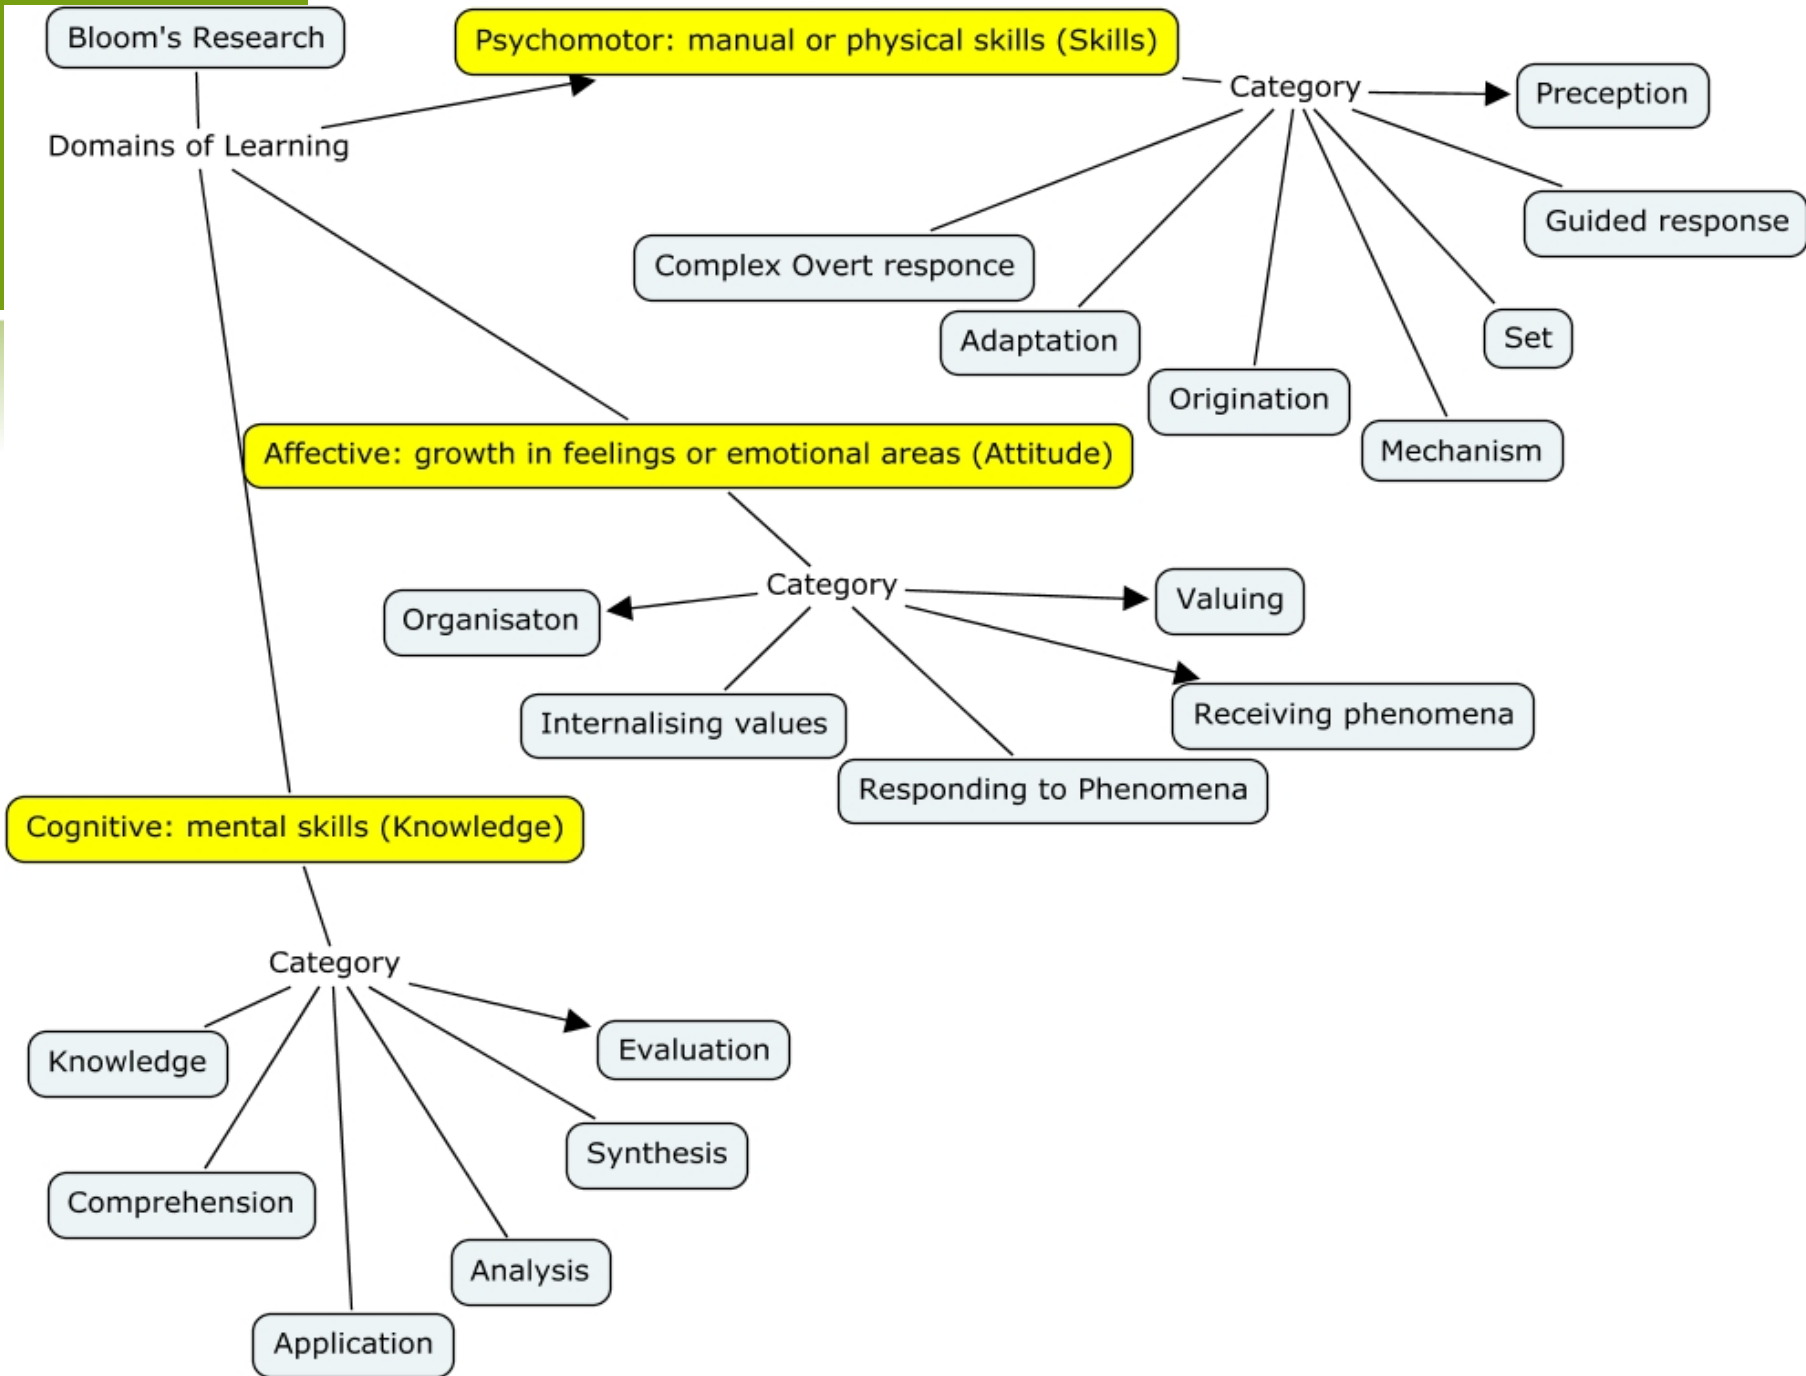 Bloom's Research
Psychomotor: manual or physical skills (Skills)
Category
Preception
Domains of Learning
Guided response
Complex Overt responce
Adaptation
Set
Origination
Mechanism
Affective: growth in feelings or emotional areas (Attitude)
Category
Organisaton
Valuing
Internalising values
Receiving phenomena
Responding to Phenomena
Cognitive: mental skills (Knowledge)
Category
Knowledge
Evaluation
Comprehension
Synthesis
Analysis
Application